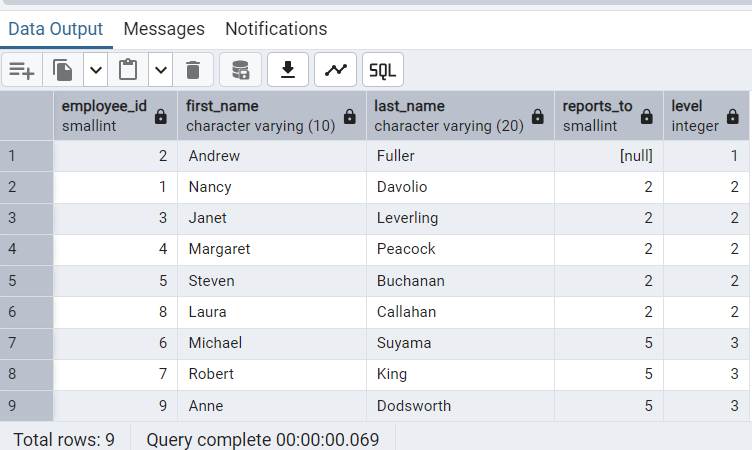 Data Output Messages Notifications
SQL
employee_id first_name last_name reports_to level
smallint character varying (10) character varying (20) smallint integer
1 2 Andrew Fuller [null] 1
2 1 Nancy Davolio 2 2
3 3 Janet Leverling 2 2
4 4 Margaret Peacock 2 2
5 5 Steven Buchanan 2 2
6 8 Laura Callahan 2 2
7 6 Michael Suyama 5 3
8 7 Robert King 5 3
9 9 Anne Dodsworth 5 3
Total rows: 9 Query complete 00:00:00.069